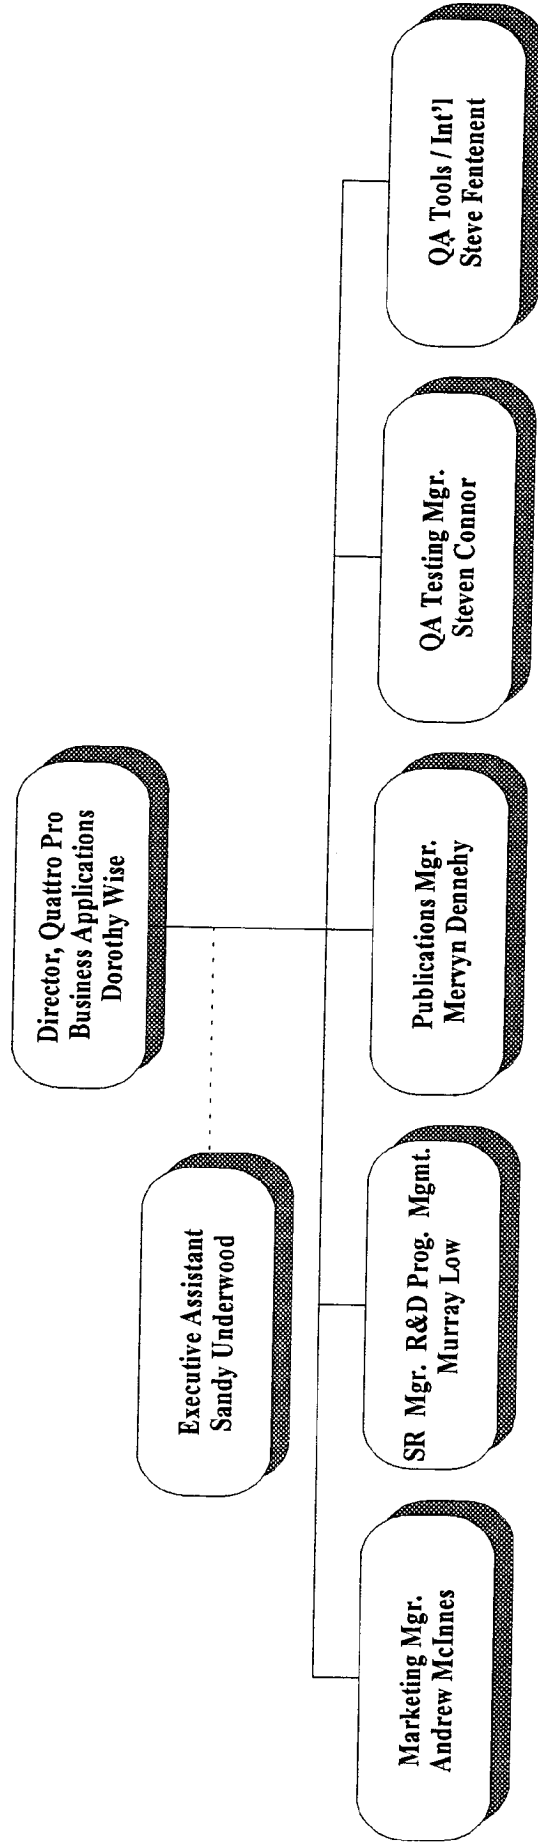 Director, Quattro Pro
Business Applications
Dorothy Wise
Executive Assistant
Sandy Underwood
Marketing Mgr.
Andrew McInnes
SR Mgr. R&D Prog. Mgmt.
Murray Low
Publications Mgr.
Mervyn Dennehy
QA Testing Mgr.
Steven Connor
QA Tools / Int'l
Steve Fentenent